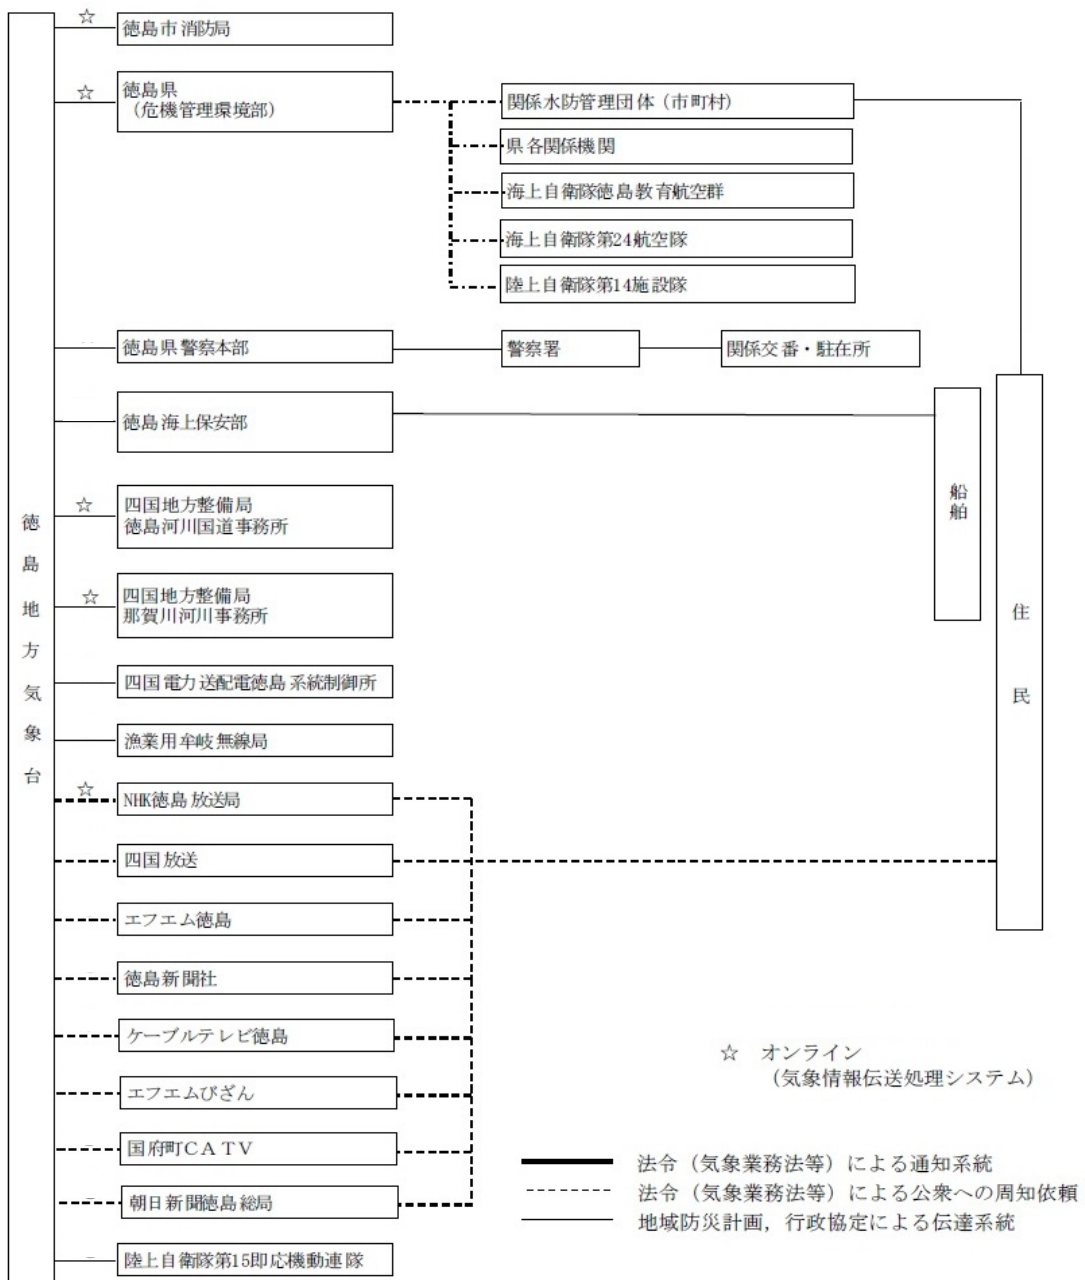 徳島地方気象台
☆
徳島市消防局
☆
徳島県
（危機管理環境部）
関係水防管理団体（市町村）
県各関係機関
海上自衛隊徳島教育航空群
海上自衛隊第24航空隊
陸上自衛隊第14施設隊
徳島県警察本部
警察署
関係交番・駐在所
徳島海上保安部
船舶
住民
☆
四国地方整備局
徳島河川国道事務所
☆
四国地方整備局
那賀川河川事務所
四国電力送配電徳島系統制御所
漁業用牟岐無線局
☆
NHK徳島放送局
四国放送
エフエム徳島
徳島新聞社
ケーブルテレビ徳島
エフエムびざん
国府町CATV
朝日新聞徳島総局
陸上自衛隊第15即応機動連隊
☆　オンライン
（気象情報伝送処理システム）
法令（気象業務法等）による通知系統
法令（気象業務法等）による公衆への周知依頼
地域防災計画，行政協定による伝達系統